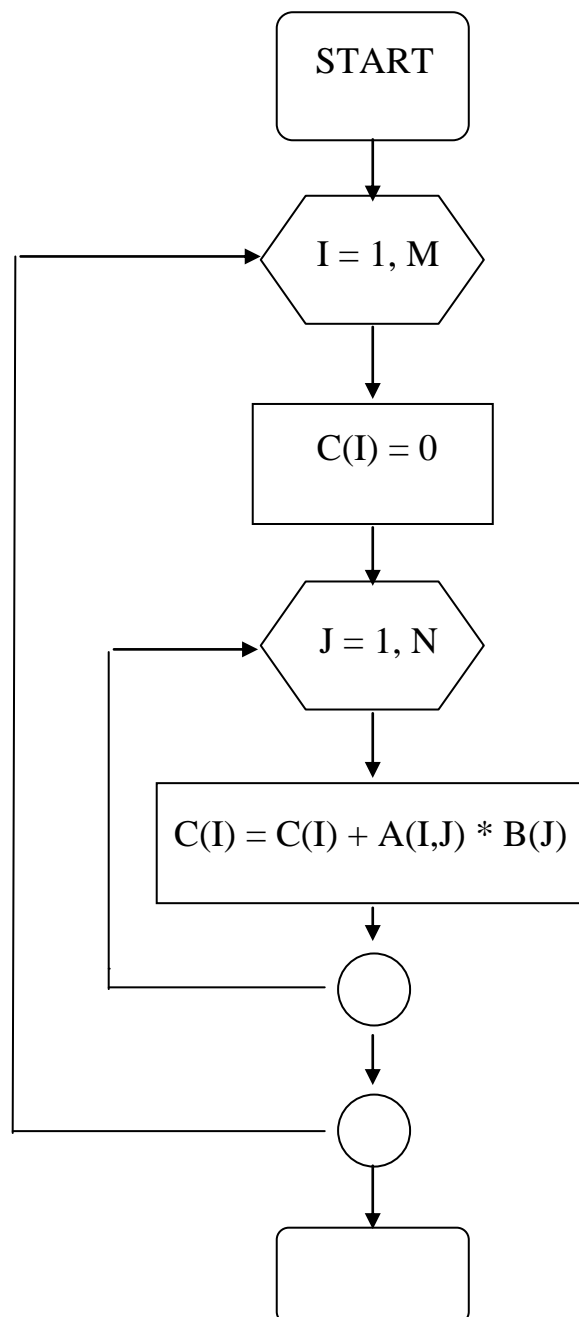 START
I = 1, M
C(I) = 0
J = 1, N
C(I) = C(I) + A(I,J) * B(J)